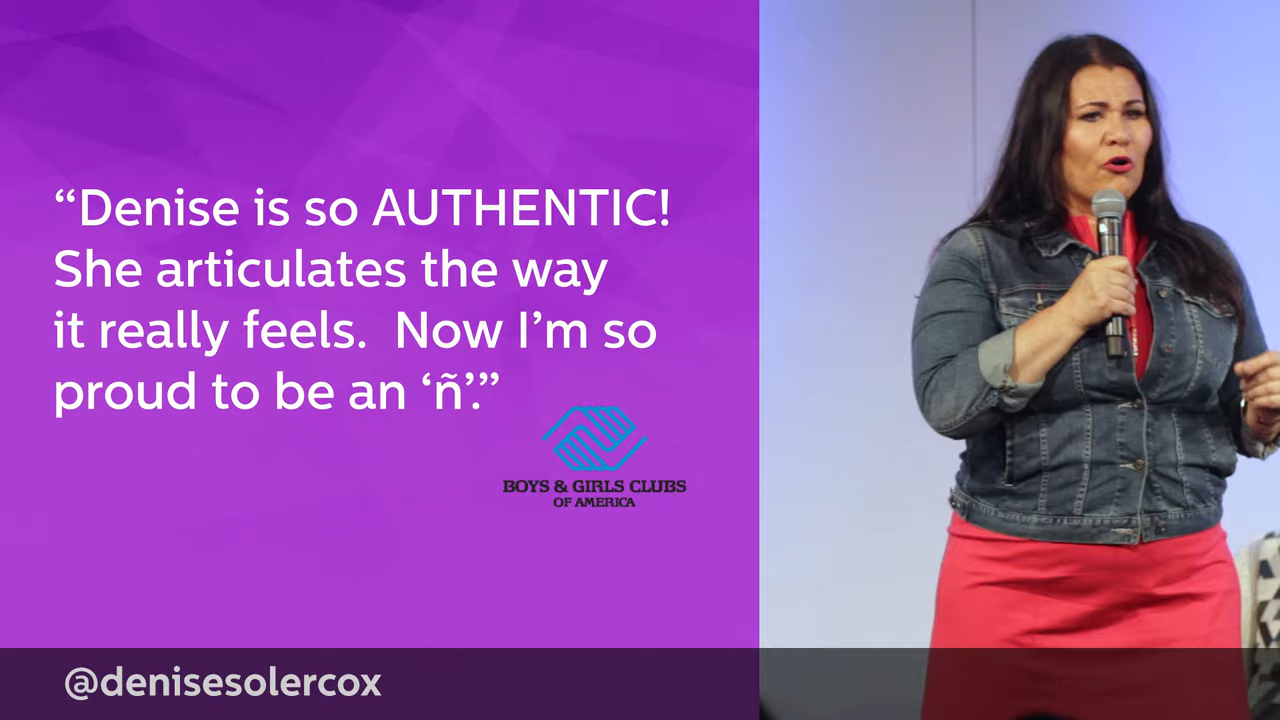 “Denise is so AUTHENTIC!
She articulates the way
it really feels.  Now I’m so
proud to be an ‘ñ’.”
BOYS & GIRLS CLUBS
OF AMERICA
@denisesolercox